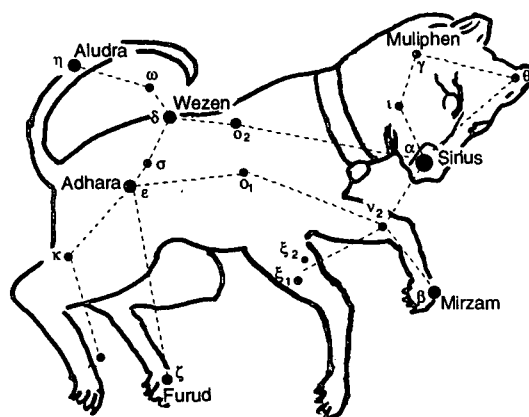 Muliphen
Aludra
η
γ
θ
ω
Wezen
δ
ο₂
ι
α
Sirius
σ
Adhara
ε
ο₁
ν₂
κ
ξ₂
ξ₁
β
Mirzam
ζ
Furud